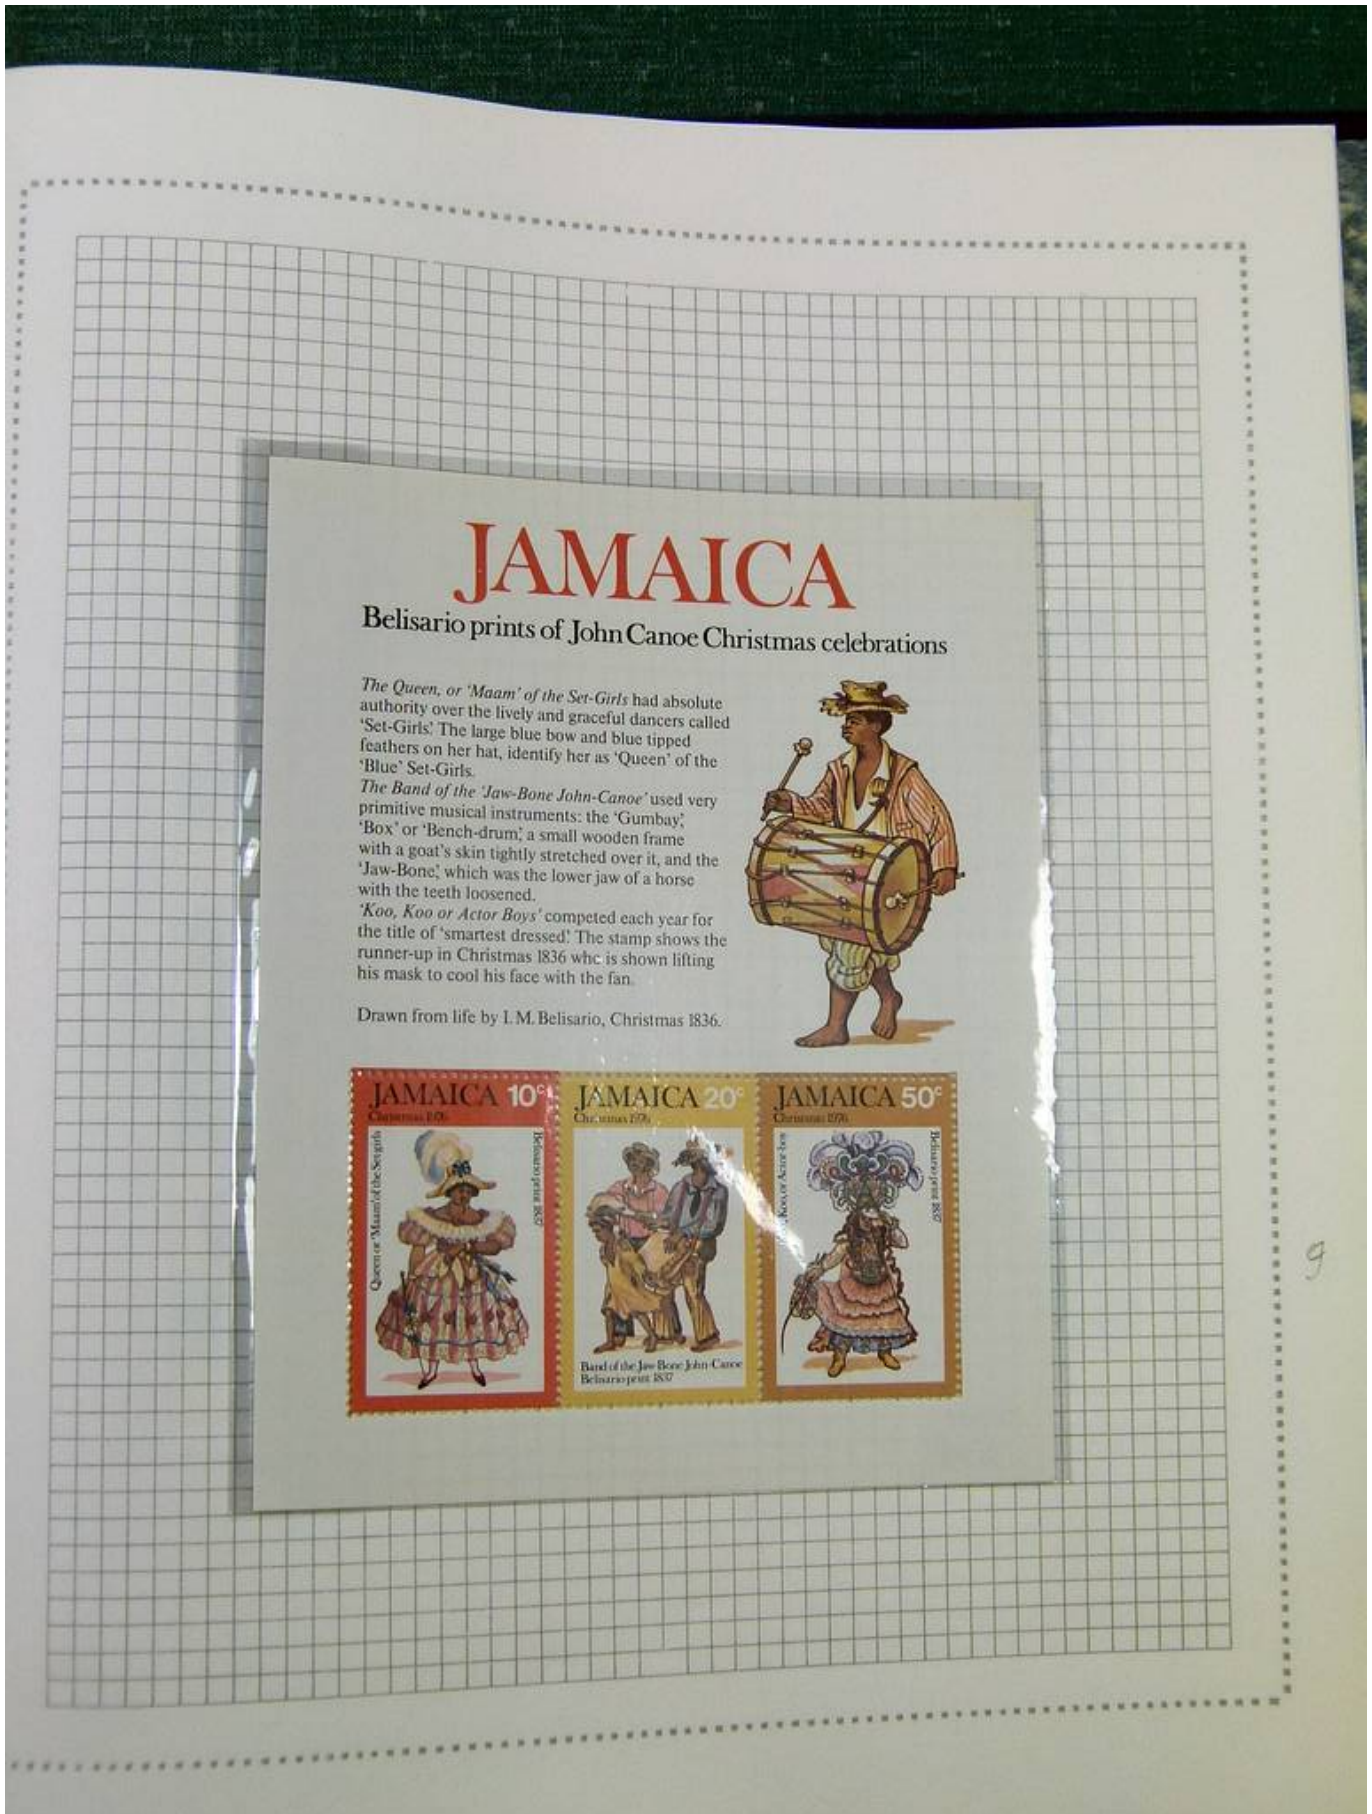 JAMAICA
Belisario prints of John Canoe Christmas celebrations
The Queen, or ‘Maam’ of the Set-Girls had absolute
authority over the lively and graceful dancers called
‘Set-Girls.’ The large blue bow and blue tipped
feathers on her hat, identify her as ‘Queen’ of the
‘Blue’ Set-Girls.
The Band of the ‘Jaw-Bone John-Canoe’ used very
primitive musical instruments: the ‘Gumbay,’
‘Box’ or ‘Bench-drum,’ a small wooden frame
with a goat’s skin tightly stretched over it, and the
‘Jaw-Bone,’ which was the lower jaw of a horse
with the teeth loosened.
‘Koo, Koo or Actor Boys’ competed each year for
the title of ‘smartest dressed.’ The stamp shows the
runner-up in Christmas 1836 who is shown lifting
his mask to cool his face with the fan.
Drawn from life by I. M. Belisario, Christmas 1836.
JAMAICA 10c
Christmas 1976
Queen or ‘Maam’ of the Set-girls
Belisario print 1837
JAMAICA 20c
Christmas 1976
Band of the Jaw-Bone John-Canoe
Belisario print 1837
JAMAICA 50c
Christmas 1976
Koo, or Actor-boy
Belisario print 1837
9